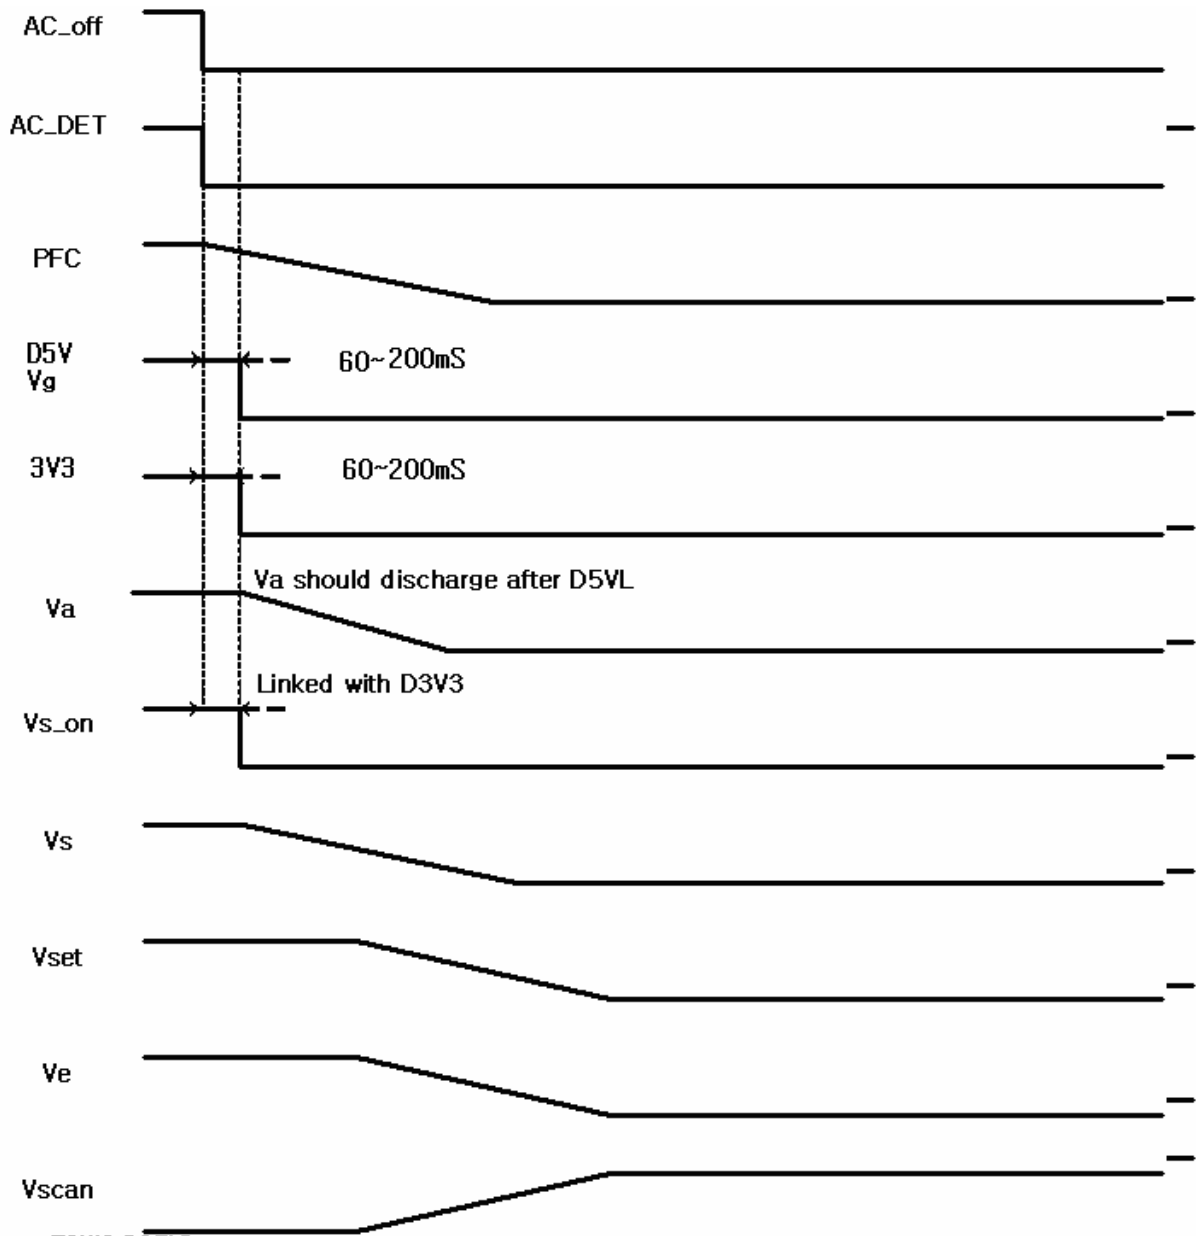 AC_off
AC_DET
PFC
D5V
Vg
60~200mS
3V3
60~200mS
Va should discharge after D5VL
Va
Linked with D3V3
Vs_on
Vs
Vset
Ve
Vscan